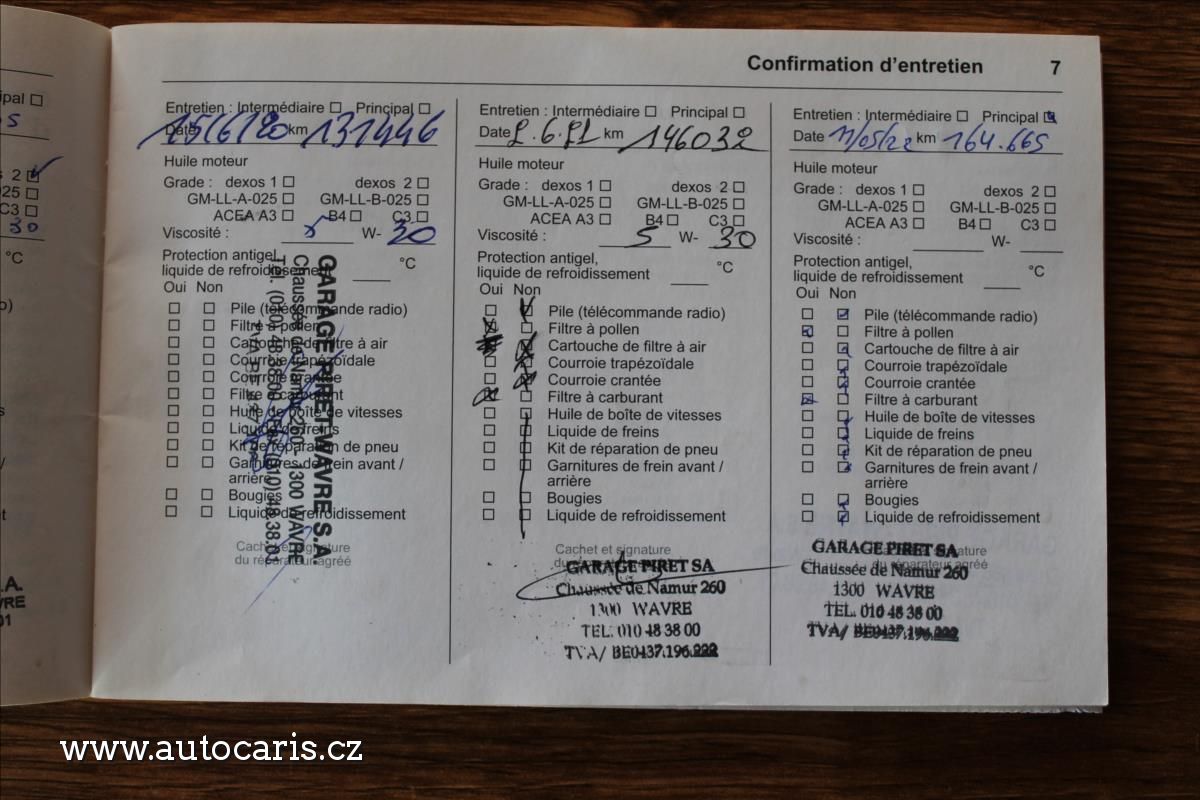 Confirmation d'entretien 7
Entretien : Intermédiaire Principal
Date 15/6/20 km 131446
Huile moteur
Grade : dexos 1 dexos 2
GM-LL-A-025 GM-LL-B-025
ACEA A3 B4 C3
Viscosité : 5 W- 30
Protection antigel,
liquide de refroidissement °C
Oui Non
Pile (télécommande radio)
Filtre à pollen
Cartouche de filtre à air
Courroie trapézoïdale
Courroie crantée
Filtre à carburant
Huile de boîte de vitesses
Liquide de freins
Kit de réparation de pneu
Garnitures de frein avant /
arrière
Bougies
Liquide de refroidissement
Cachet et signature
du réparateur agréé
GARAGE PIRET WAVRE S.A.
Chaussée de Namur 260 1300 WAVRE
Tél. (010) 48.38.00
Entretien : Intermédiaire Principal
Date 2.6.21 km 146032
Huile moteur
Grade : dexos 1 dexos 2
GM-LL-A-025 GM-LL-B-025
ACEA A3 B4 C3
Viscosité : 5 W- 30
Protection antigel,
liquide de refroidissement °C
Oui Non
Pile (télécommande radio)
Filtre à pollen
Cartouche de filtre à air
Courroie trapézoïdale
Courroie crantée
Filtre à carburant
Huile de boîte de vitesses
Liquide de freins
Kit de réparation de pneu
Garnitures de frein avant /
arrière
Bougies
Liquide de refroidissement
Cachet et signature
GARAGE PIRET SA
Chaussée de Namur 260
1300 WAVRE
TEL. 010 48 38 00
TVA/ BE0437.196.222
Entretien : Intermédiaire Principal
Date 11/05/22 km 164.665
Huile moteur
Grade : dexos 1 dexos 2
GM-LL-A-025 GM-LL-B-025
ACEA A3 B4 C3
Viscosité : W-
Protection antigel,
liquide de refroidissement °C
Oui Non
Pile (télécommande radio)
Filtre à pollen
Cartouche de filtre à air
Courroie trapézoïdale
Courroie crantée
Filtre à carburant
Huile de boîte de vitesses
Liquide de freins
Kit de réparation de pneu
Garnitures de frein avant /
arrière
Bougies
Liquide de refroidissement
Cachet et signature
du réparateur agréé
GARAGE PIRET SA
Chaussée de Namur 260
1300 WAVRE
TEL. 010 48 38 00
TVA/ BE0437.196.222
www.autocaris.cz